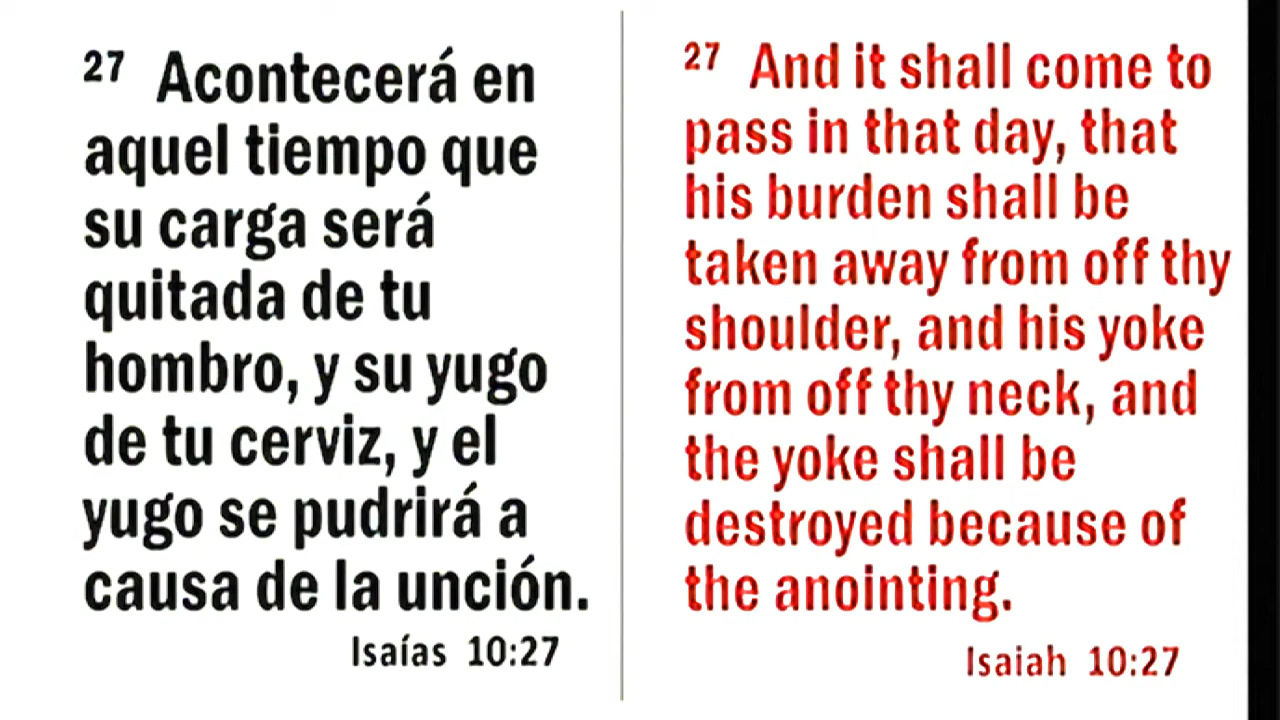 27 Acontecerá en
aquel tiempo que
su carga será
quitada de tu
hombro, y su yugo
de tu cerviz, y el
yugo se pudrirá a
causa de la unción.
Isaías 10:27
27 And it shall come to
pass in that day, that
his burden shall be
taken away from off thy
shoulder, and his yoke
from off thy neck, and
the yoke shall be
destroyed because of
the anointing.
Isaiah 10:27